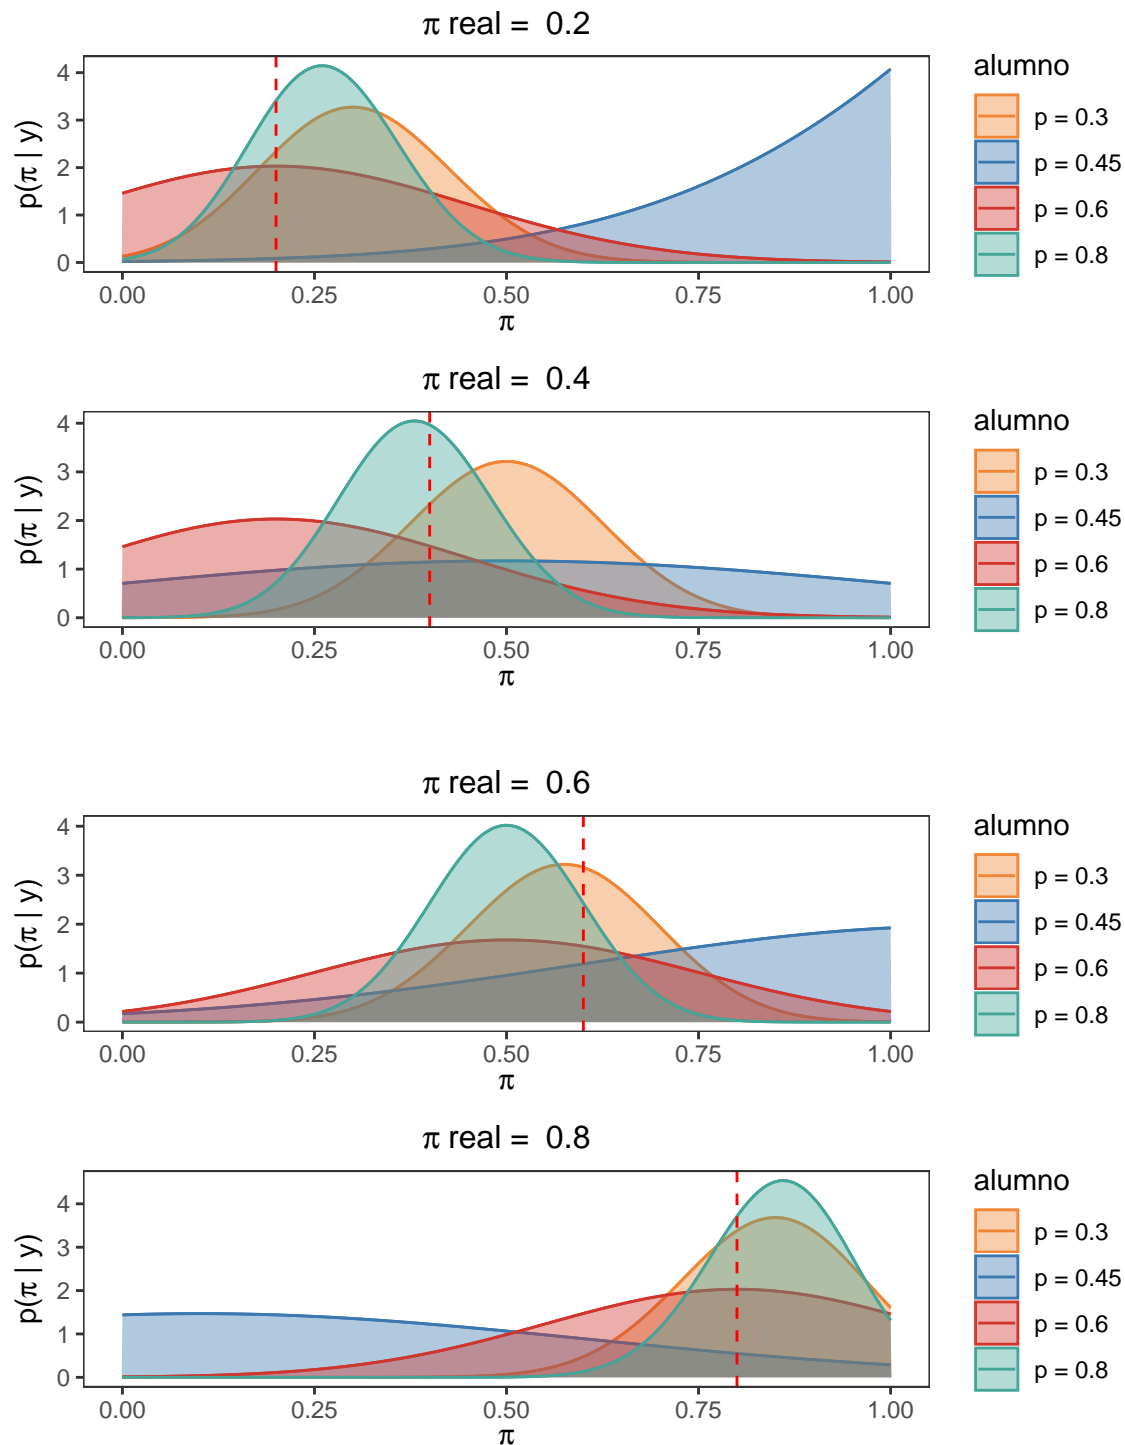 π real =  0.2
p(π | y)
4
3
2
1
0
0.00 0.25 0.50 0.75 1.00
π
alumno
p = 0.3
p = 0.45
p = 0.6
p = 0.8
π real =  0.4
p(π | y)
4
3
2
1
0
0.00 0.25 0.50 0.75 1.00
π
alumno
p = 0.3
p = 0.45
p = 0.6
p = 0.8
π real =  0.6
p(π | y)
4
3
2
1
0
0.00 0.25 0.50 0.75 1.00
π
alumno
p = 0.3
p = 0.45
p = 0.6
p = 0.8
π real =  0.8
p(π | y)
4
3
2
1
0
0.00 0.25 0.50 0.75 1.00
π
alumno
p = 0.3
p = 0.45
p = 0.6
p = 0.8